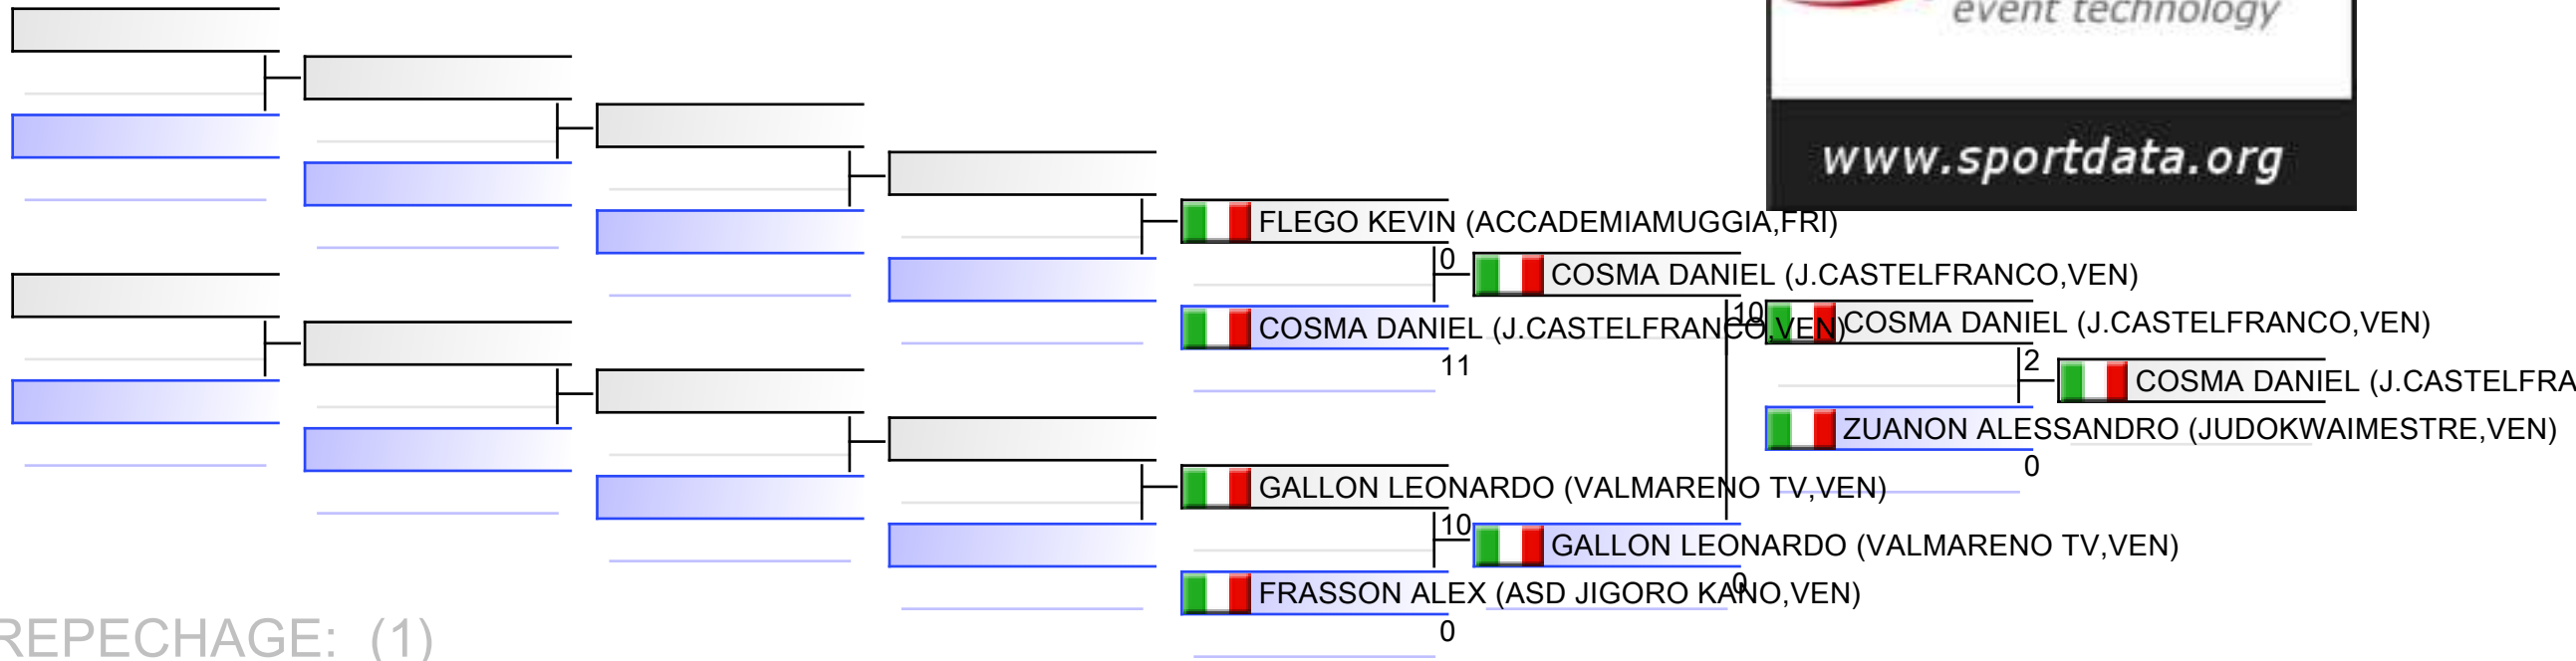 event technology
www.sportdata.org
FLEGO KEVIN (ACCADEMIAMUGGIA,FRI)
0
COSMA DANIEL (J.CASTELFRANCO,VEN)
10
COSMA DANIEL (J.CASTELFRANCO,VEN)
COSMA DANIEL (J.CASTELFRANCO,VEN)
11
2
COSMA DANIEL (J.CASTELFRA
ZUANON ALESSANDRO (JUDOKWAIMESTRE,VEN)
0
GALLON LEONARDO (VALMARENO TV,VEN)
10
GALLON LEONARDO (VALMARENO TV,VEN)
0
FRASSON ALEX (ASD JIGORO KANO,VEN)
0
REPECHAGE: (1)